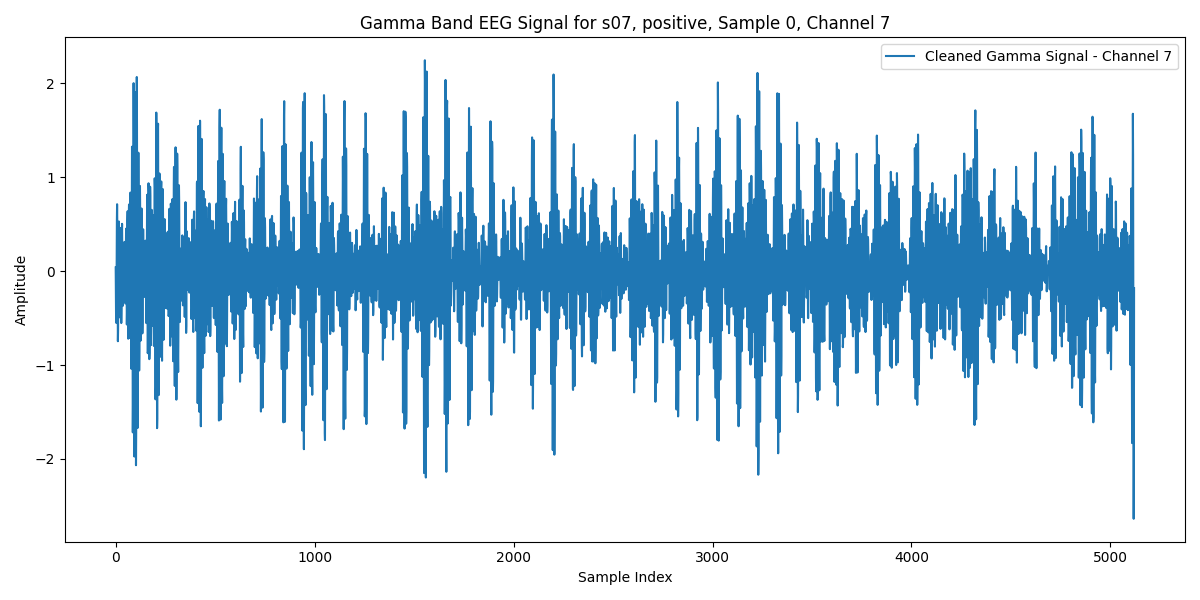 Gamma Band EEG Signal for s07, positive, Sample 0, Channel 7
Cleaned Gamma Signal - Channel 7
Amplitude
2
1
0
−1
−2
0 1000 2000 3000 4000 5000
Sample Index